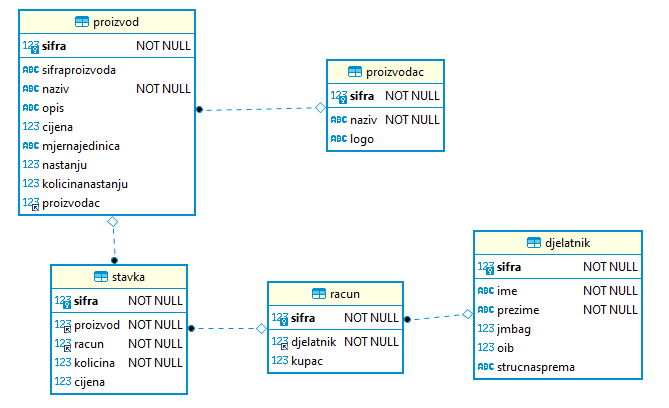 proizvod
123 sifra NOT NULL
ABC sifraproizvoda
ABC naziv NOT NULL
ABC opis
123 cijena
ABC mjernajedinica
123 nastanju
123 kolicinanastanju
123 proizvodac
proizvodac
123 sifra NOT NULL
ABC naziv NOT NULL
ABC logo
stavka
123 sifra NOT NULL
123 proizvod NOT NULL
123 racun NOT NULL
123 kolicina NOT NULL
123 cijena
racun
123 sifra NOT NULL
123 djelatnik NOT NULL
123 kupac
djelatnik
123 sifra NOT NULL
ABC ime NOT NULL
ABC prezime NOT NULL
123 jmbag
123 oib
ABC strucnasprema